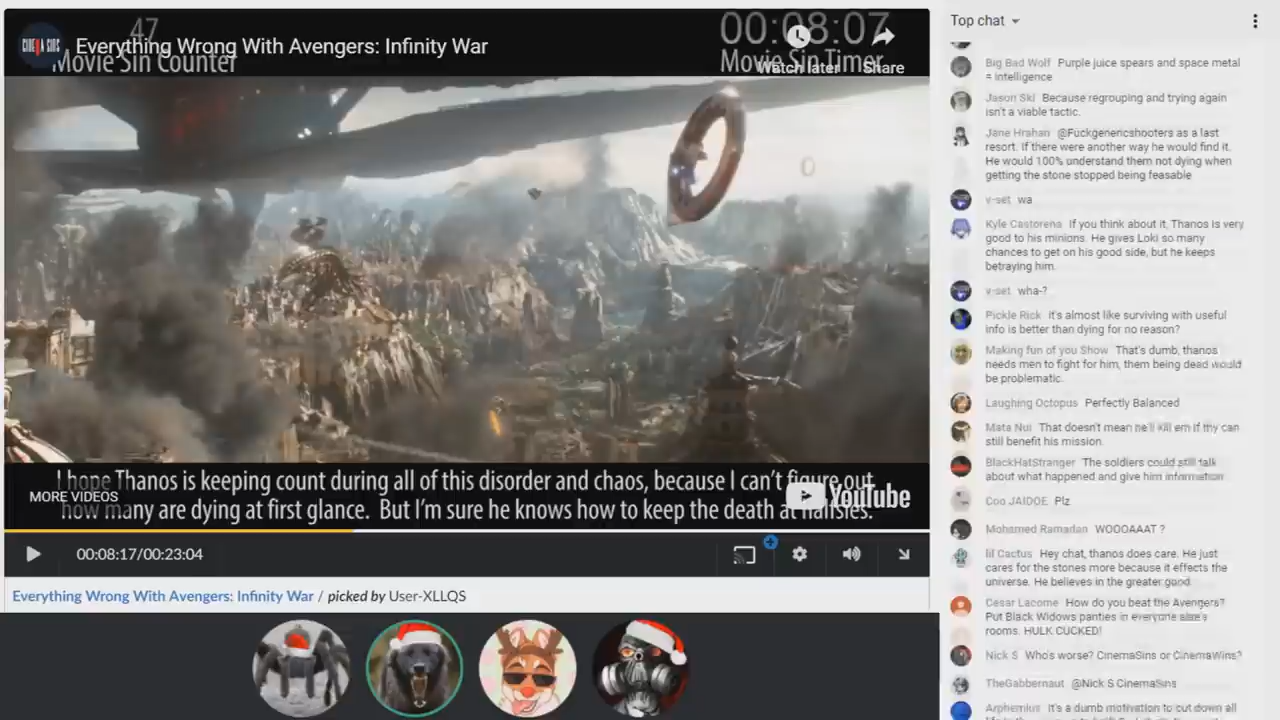 47
00:08:07
CINEMA SINS
Everything Wrong With Avengers: Infinity War
Movie Sin Counter
Movie Sin Timer
Watch later
Share
I hope Thanos is keeping count during all of this disorder and chaos, because I can't figure out
how many are dying at first glance. But I'm sure he knows how to keep the death at halfsies.
MORE VIDEOS
YouTube
00:08:17/00:23:04
Everything Wrong With Avengers: Infinity War / picked by User-XLLQS
Top chat
Big Bad Wolf Purple juice spears and space metal
= intelligence
Jason Ski Because regrouping and trying again
isn't a viable tactic.
Jane Hrahan @Fuckgenericshooters as a last
resort. If there were another way he would find it.
He would 100% understand them not dying when
getting the stone stopped being feasable
v-set wa
Kyle Castorena If you think about it, Thanos is very
good to his minions. He gives Loki so many
chances to get on his good side, but he keeps
betraying him.
v-set wha-?
Pickle Rick it's almost like surviving with useful
info is better than dying for no reason?
Making fun of you Show That's dumb, thanos
needs men to fight for him, them being dead would
be problematic.
Laughing Octopus Perfectly Balanced
Mata Nui That doesn't mean he'll kill em if thy can
still benefit his mission.
BlackHatStranger The soldiers could still talk
about what happened and give him information
Coo JAIDOE Plz
Mohamed Ramadan WOOOAAAT ?
lil Cactus Hey chat, thanos does care. He just
cares for the stones more because it effects the
universe. He believes in the greater good
Cesar Lacome How do you beat the Avengers?
Put Black Widows panties in everyone else's
rooms. HULK CUCKED!
Nick S Who's worse? CinemaSins or CinemaWins?
TheGabbernaut @Nick S CinemaSins
Arphemius It's a dumb motivation to cut down all